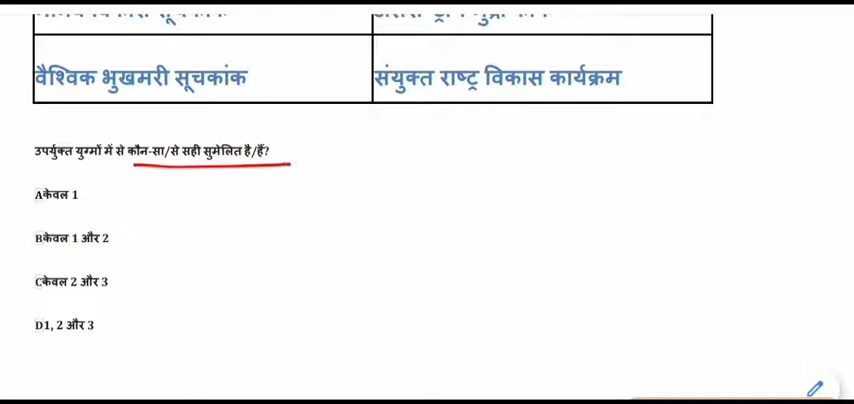 वैश्विक भुखमरी सूचकांक
संयुक्त राष्ट्र विकास कार्यक्रम
उपर्युक्त युग्मों में से कौन-सा/से सही सुमेलित है/हैं?
Aकेवल 1
Bकेवल 1 और 2
Cकेवल 2 और 3
D1, 2 और 3